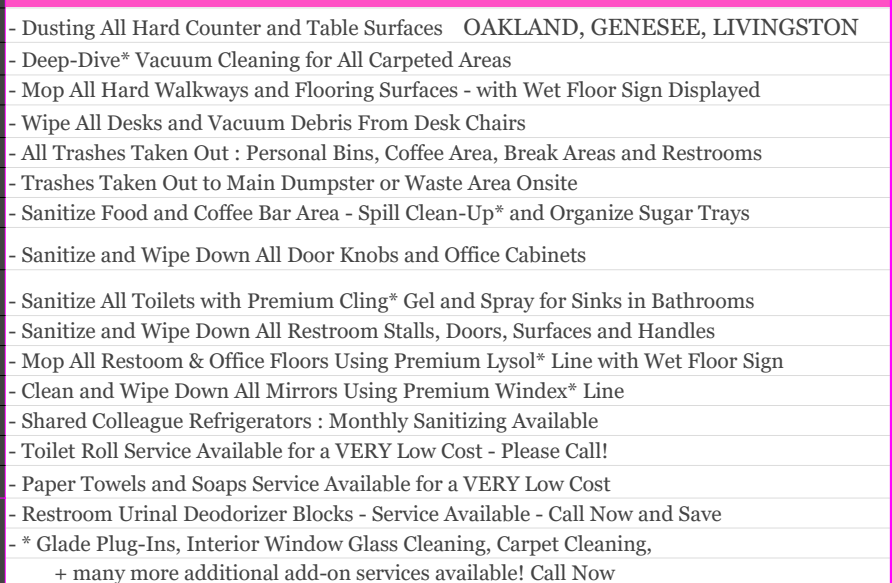 - Dusting All Hard Counter and Table Surfaces OAKLAND, GENESEE, LIVINGSTON
- Deep-Dive* Vacuum Cleaning for All Carpeted Areas
- Mop All Hard Walkways and Flooring Surfaces - with Wet Floor Sign Displayed
- Wipe All Desks and Vacuum Debris From Desk Chairs
- All Trashes Taken Out : Personal Bins, Coffee Area, Break Areas and Restrooms
- Trashes Taken Out to Main Dumpster or Waste Area Onsite
- Sanitize Food and Coffee Bar Area - Spill Clean-Up* and Organize Sugar Trays
- Sanitize and Wipe Down All Door Knobs and Office Cabinets
- Sanitize All Toilets with Premium Cling* Gel and Spray for Sinks in Bathrooms
- Sanitize and Wipe Down All Restroom Stalls, Doors, Surfaces and Handles
- Mop All Restoom & Office Floors Using Premium Lysol* Line with Wet Floor Sign
- Clean and Wipe Down All Mirrors Using Premium Windex* Line
- Shared Colleague Refrigerators : Monthly Sanitizing Available
- Toilet Roll Service Available for a VERY Low Cost - Please Call!
- Paper Towels and Soaps Service Available for a VERY Low Cost
- Restroom Urinal Deodorizer Blocks - Service Available - Call Now and Save
- * Glade Plug-Ins, Interior Window Glass Cleaning, Carpet Cleaning,
+ many more additional add-on services available! Call Now